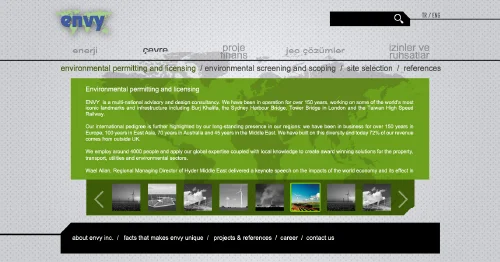 envy
TR / ENG
enerji
çevre
proje
finans
jeo çözümler
izinler ve
ruhsatlar
environmental permitting and licensing / environmental screening and scoping / site selection / references
Environmental permitting and licensing
ENVY, is a multi-national advisory and design consultancy. We have been in operation for over 150 years, working on some of the world's most
iconic landmarks and infrastructure including Burj Khalifa, the Sydney Harbour Bridge, Tower Bridge in London and the Taiwan High Speed
Railway.
Our international pedigree is further highlighted by our long-standing presence in our regions: we have been in business for over 150 years in
Europe, 100 years in East Asia, 70 years in Australia and 45 years in the Middle East. We have built on this diversity and today 72% of our revenue
comes from outside UK.
We employ around 4000 people and apply our global expertise coupled with local knowledge to create award winning solutions for the property,
transport, utilities and environmental sectors.
Wael Allan, Regional Managing Director of Hyder Middle East delivered a keynote speech on the impacts of the world economy and its effect
about envy inc. / facts that makes envy unique / projects & references / career / contact us